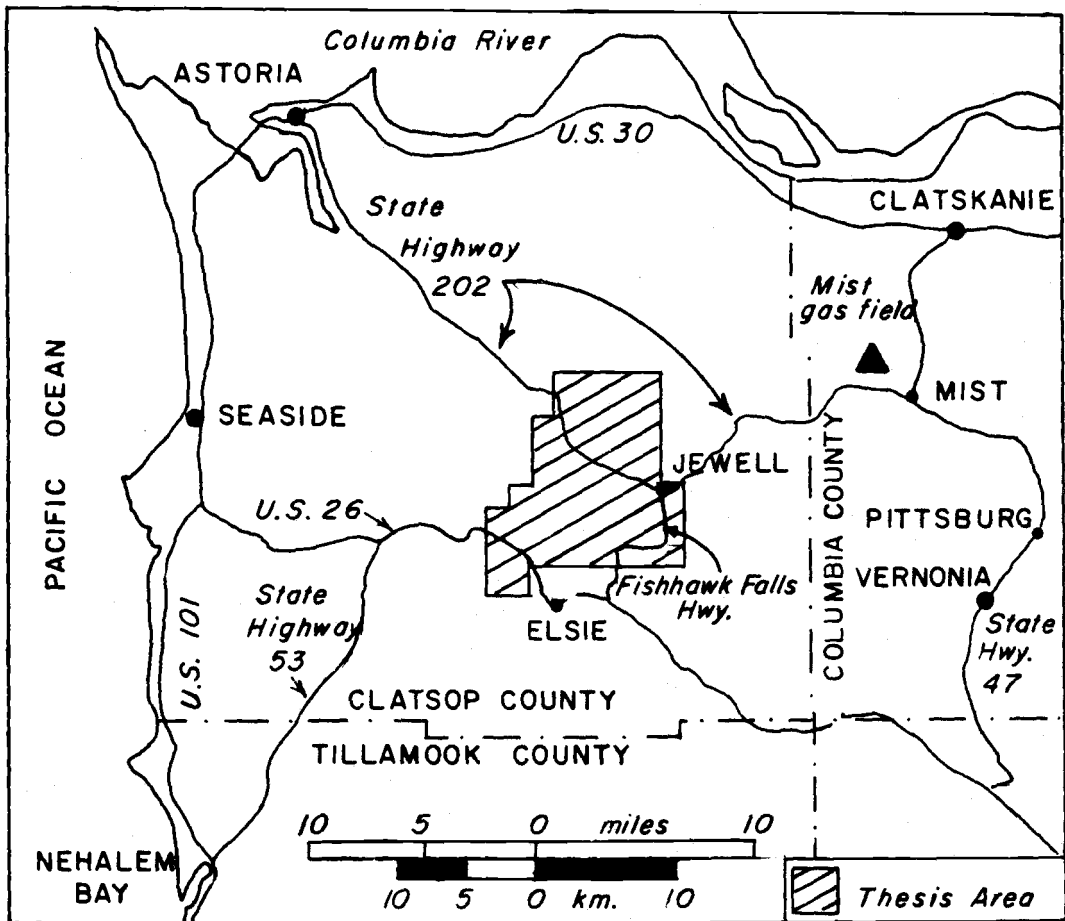 Columbia River
ASTORIA
U.S. 30
CLATSKANIE
State
Highway
202
Mist
gas field
MIST
PACIFIC OCEAN
SEASIDE
JEWELL
COLUMBIA COUNTY
U.S. 26
PITTSBURG
VERNONIA
Fishhawk Falls
Hwy.
ELSIE
State
Hwy.
47
U.S. 101
State
Highway
53
CLATSOP COUNTY
TILLAMOOK COUNTY
10 5 0 miles 10
10 5 0 km. 10
NEHALEM
BAY
Thesis Area